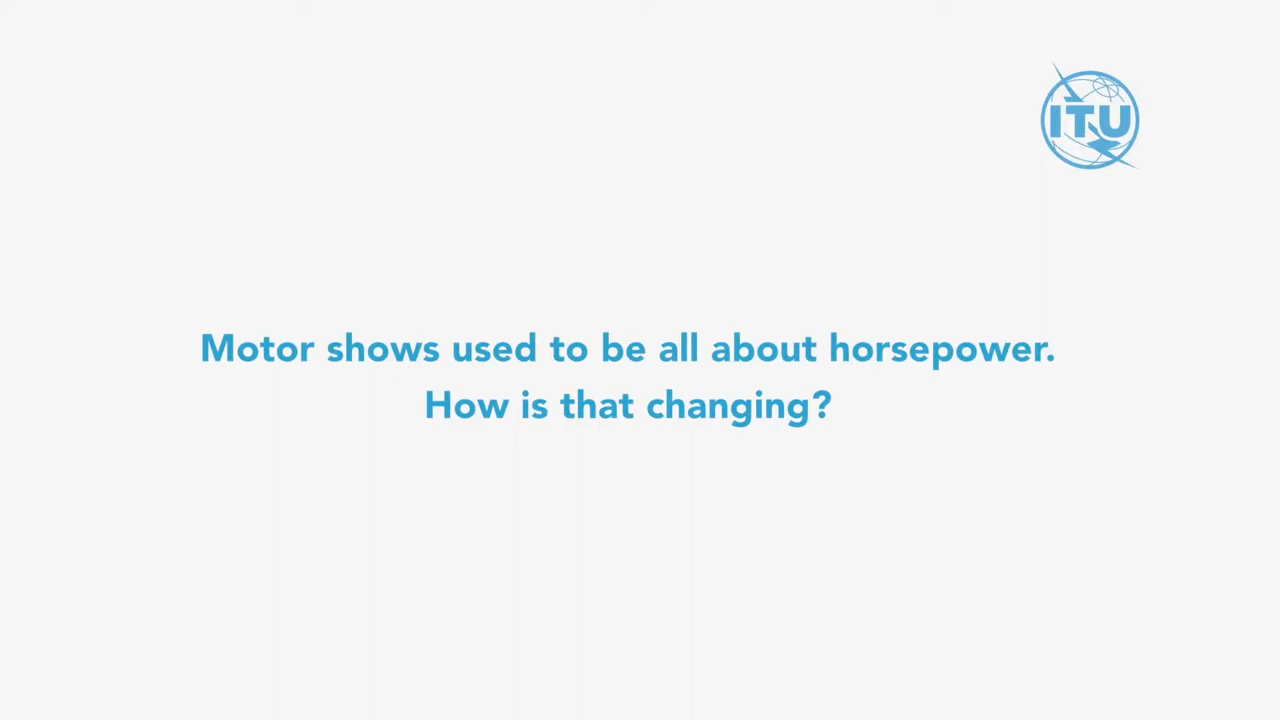 ITU
Motor shows used to be all about horsepower.
How is that changing?